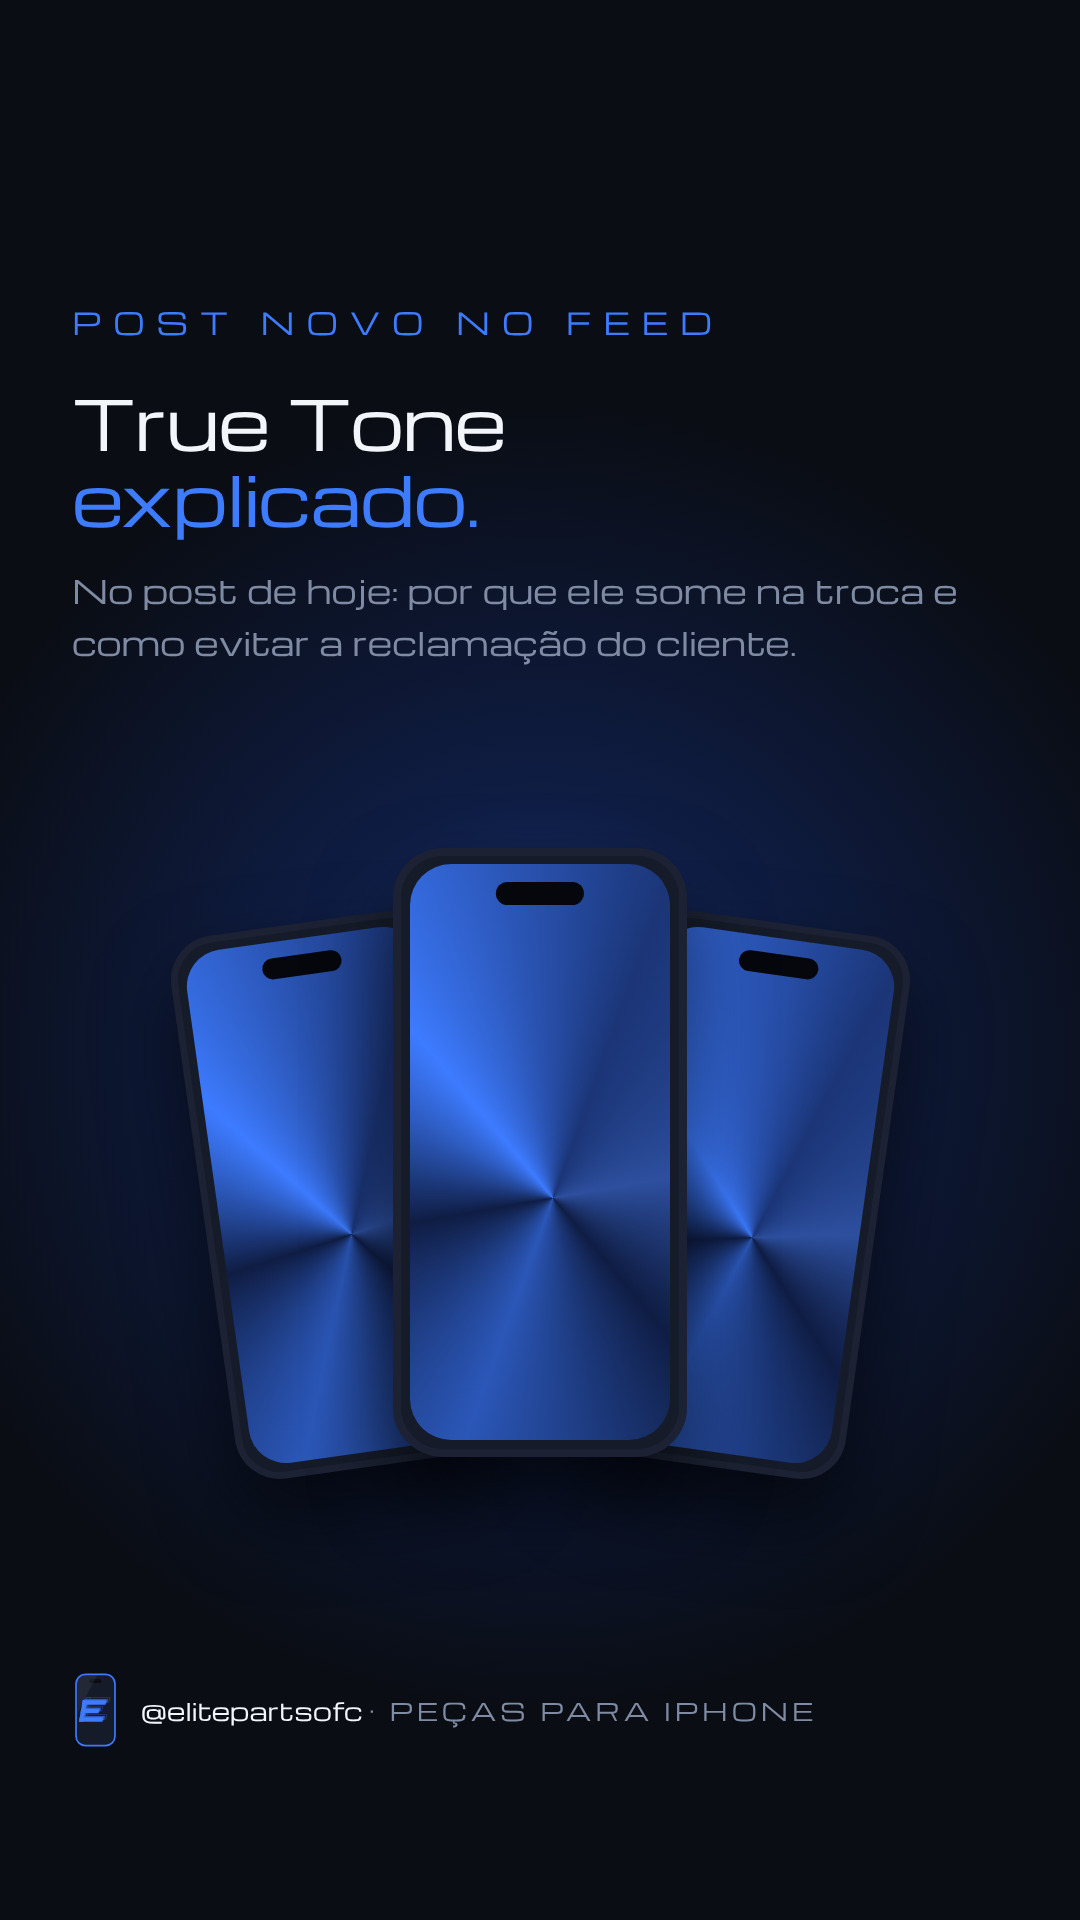 POST NOVO NO FEED
True Tone
explicado.
No post de hoje: por que ele some na troca e
como evitar a reclamação do cliente.
E
@elitepartsofc · PEÇAS PARA IPHONE